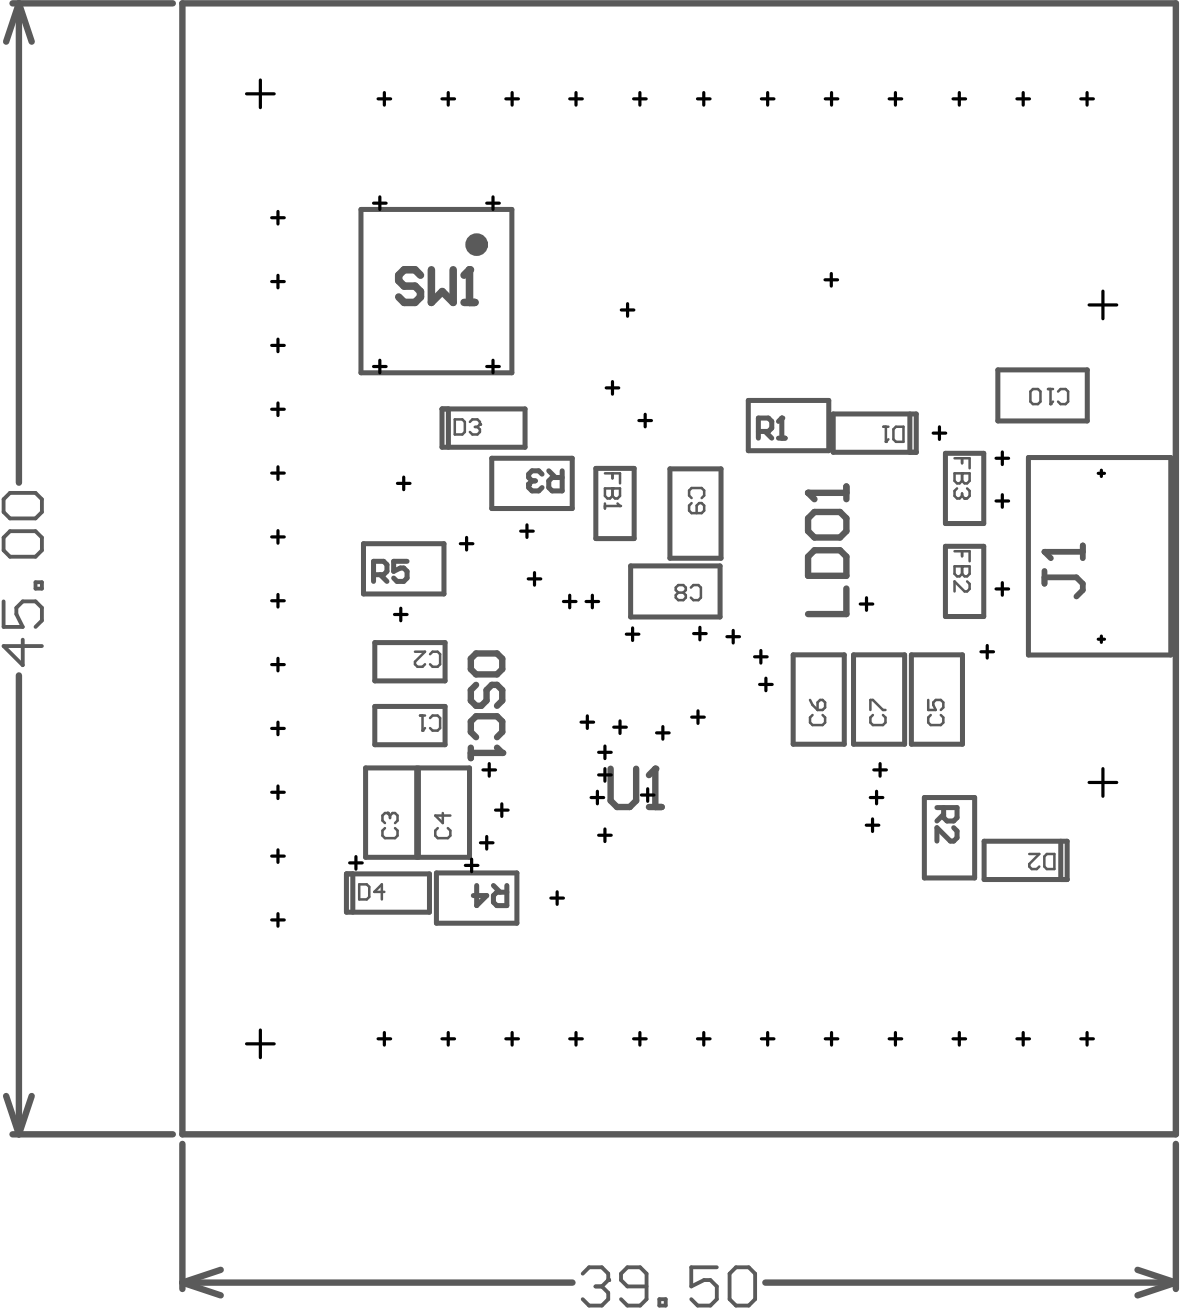 SW1
C10
D3
R1
D1
R3
FB1
C9
FB3
45.00
LDO1
J1
R5
C8
FB2
C2
OSC1
C6
C7
C5
C1
U1
C3
C4
R2
D2
D4
R4
39.50